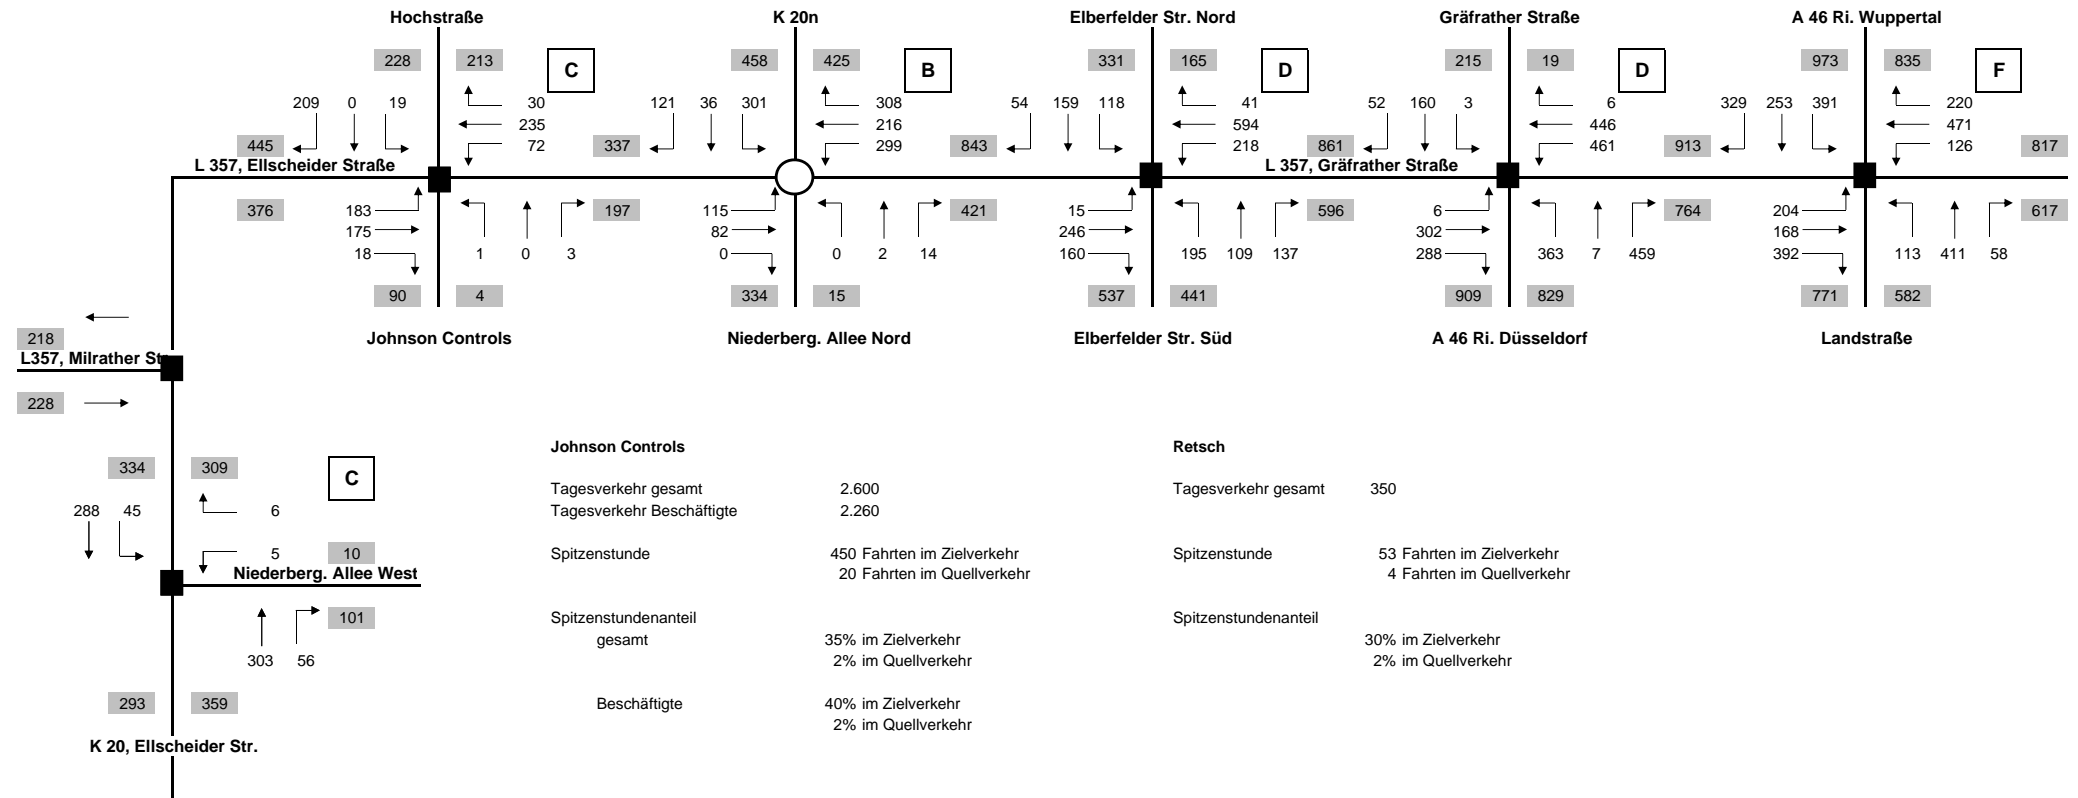 Hochstraße K 20n Elberfelder Str. Nord Gräfrather Straße A 46 Ri. Wuppertal
228 213 C 458 425 B 331 165 D 215 19 D 973 835 F
209 0 19 30 121 36 301 308 54 159 118 41 52 160 3 6 329 253 391 220
235 216 594 446 471
445 72 337 299 843 218 861 461 913 126 817
L 357, Ellscheider Straße L 357, Gräfrather Straße
376 183 197 115 421 15 596 6 764 204 617
175 82 246 302 168
18 1 0 3 0 0 2 14 160 195 109 137 288 363 7 459 392 113 411 58
90 4 334 15 537 441 909 829 771 582
Johnson Controls Niederberg. Allee Nord Elberfelder Str. Süd A 46 Ri. Düsseldorf Landstraße
218
L357, Milrather Str.
228
334 309 C
288 45 6
5 10
Niederberg. Allee West
101
303 56
293 359
K 20, Ellscheider Str.
Johnson Controls
Tagesverkehr gesamt 2.600
Tagesverkehr Beschäftigte 2.260
Spitzenstunde 450 Fahrten im Zielverkehr
20 Fahrten im Quellverkehr
Spitzenstundenanteil
gesamt 35% im Zielverkehr
2% im Quellverkehr
Beschäftigte 40% im Zielverkehr
2% im Quellverkehr
Retsch
Tagesverkehr gesamt 350
Spitzenstunde 53 Fahrten im Zielverkehr
4 Fahrten im Quellverkehr
Spitzenstundenanteil
30% im Zielverkehr
2% im Quellverkehr